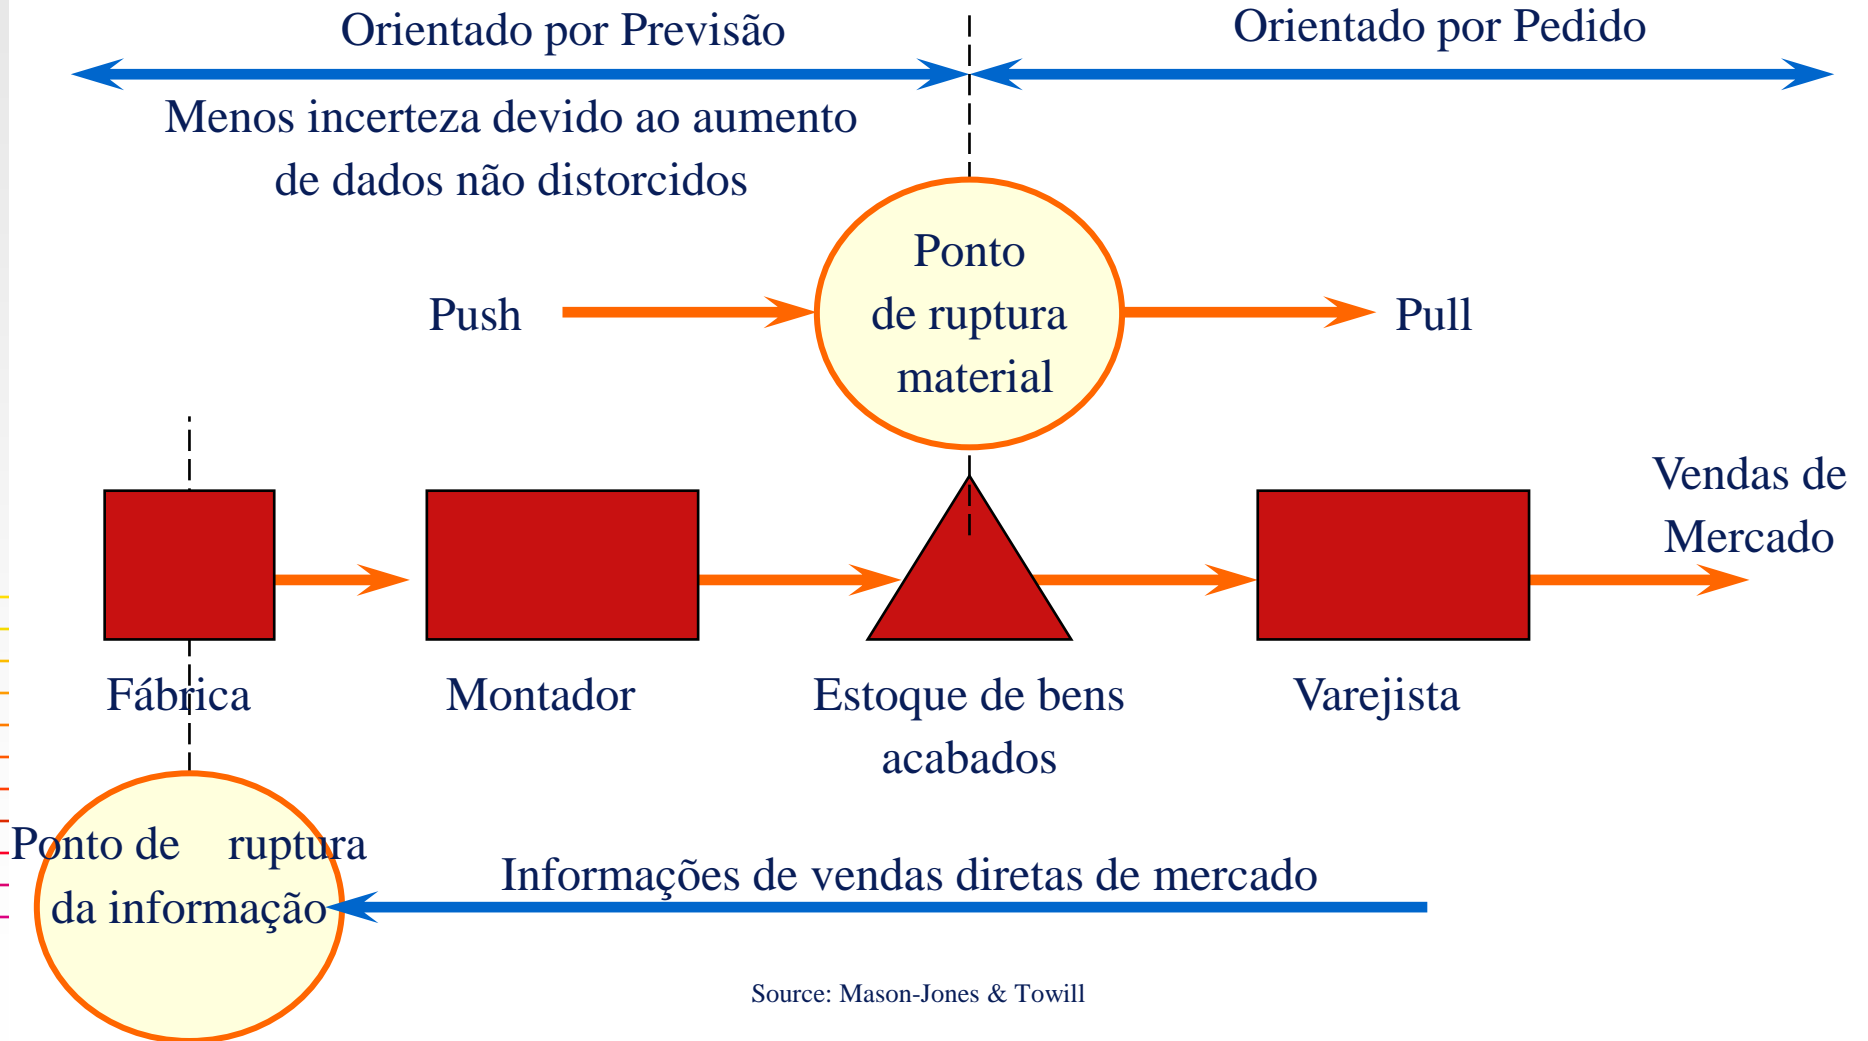 Orientado por Previsão
Orientado por Pedido
Menos incerteza devido ao aumento
de dados não distorcidos
Ponto
de ruptura
material
Push
Pull
Vendas de
Mercado
Fábrica
Montador
Estoque de bens
acabados
Varejista
Ponto de ruptura
da informação
Informações de vendas diretas de mercado
Source: Mason-Jones & Towill